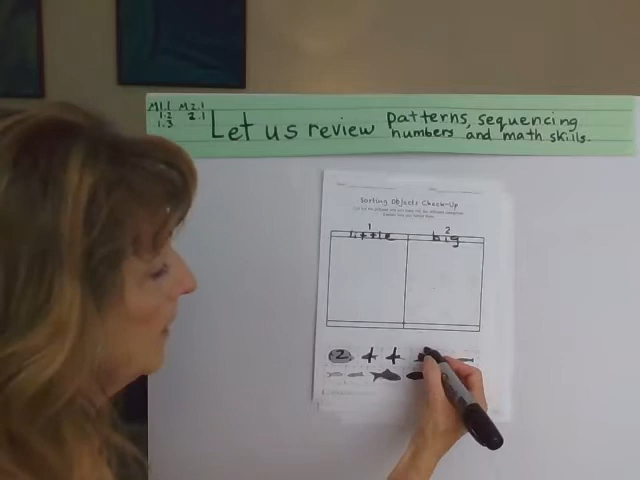 M1.1 M2.1
1.2 2.1
1.3
Let us review patterns, sequencing
numbers and math skills.
Sorting Objects Check-Up
1 2
little big
2